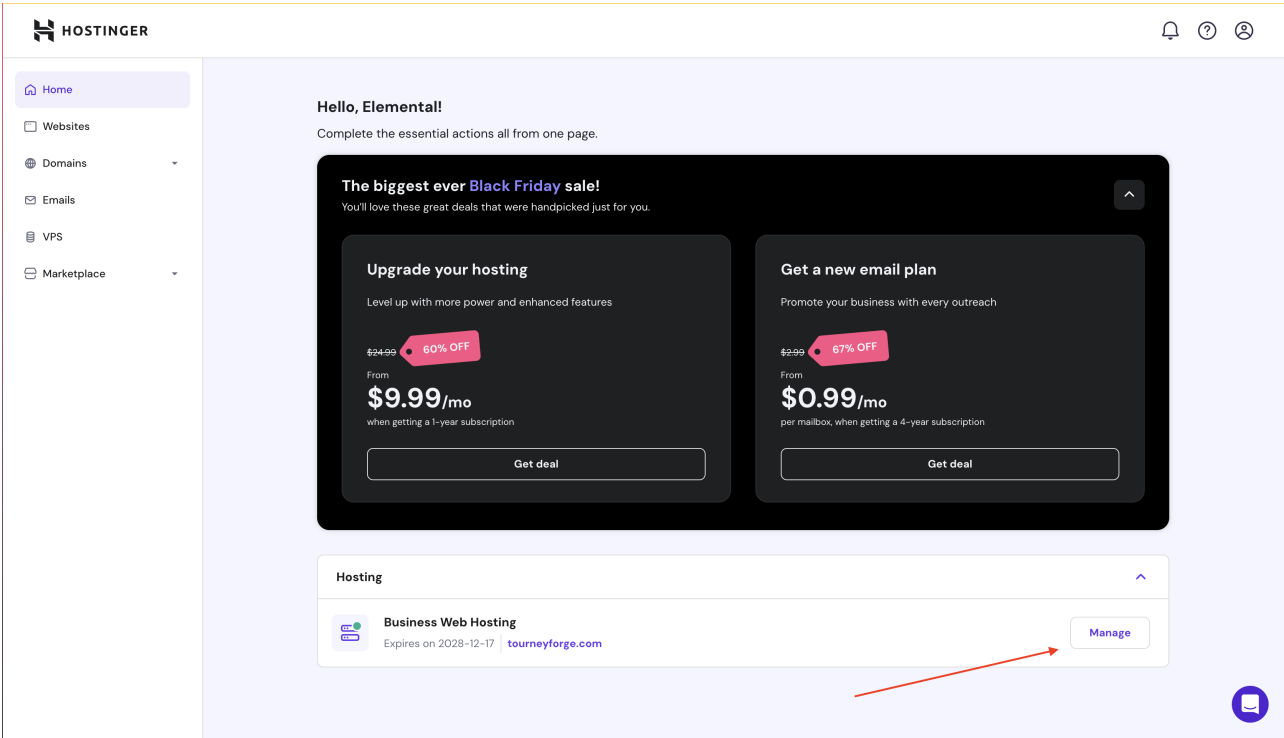 HOSTINGER
Home
Websites
Domains
Emails
VPS
Marketplace
Hello, Elemental!
Complete the essential actions all from one page.
The biggest ever Black Friday sale!
You'll love these great deals that were handpicked just for you.
Upgrade your hosting
Level up with more power and enhanced features
$24.99 60% OFF
From
$9.99/mo
when getting a 1-year subscription
Get deal
Get a new email plan
Promote your business with every outreach
$2.99 67% OFF
From
$0.99/mo
per mailbox, when getting a 4-year subscription
Get deal
Hosting
Business Web Hosting
Expires on 2028-12-17 tourneyforge.com
Manage